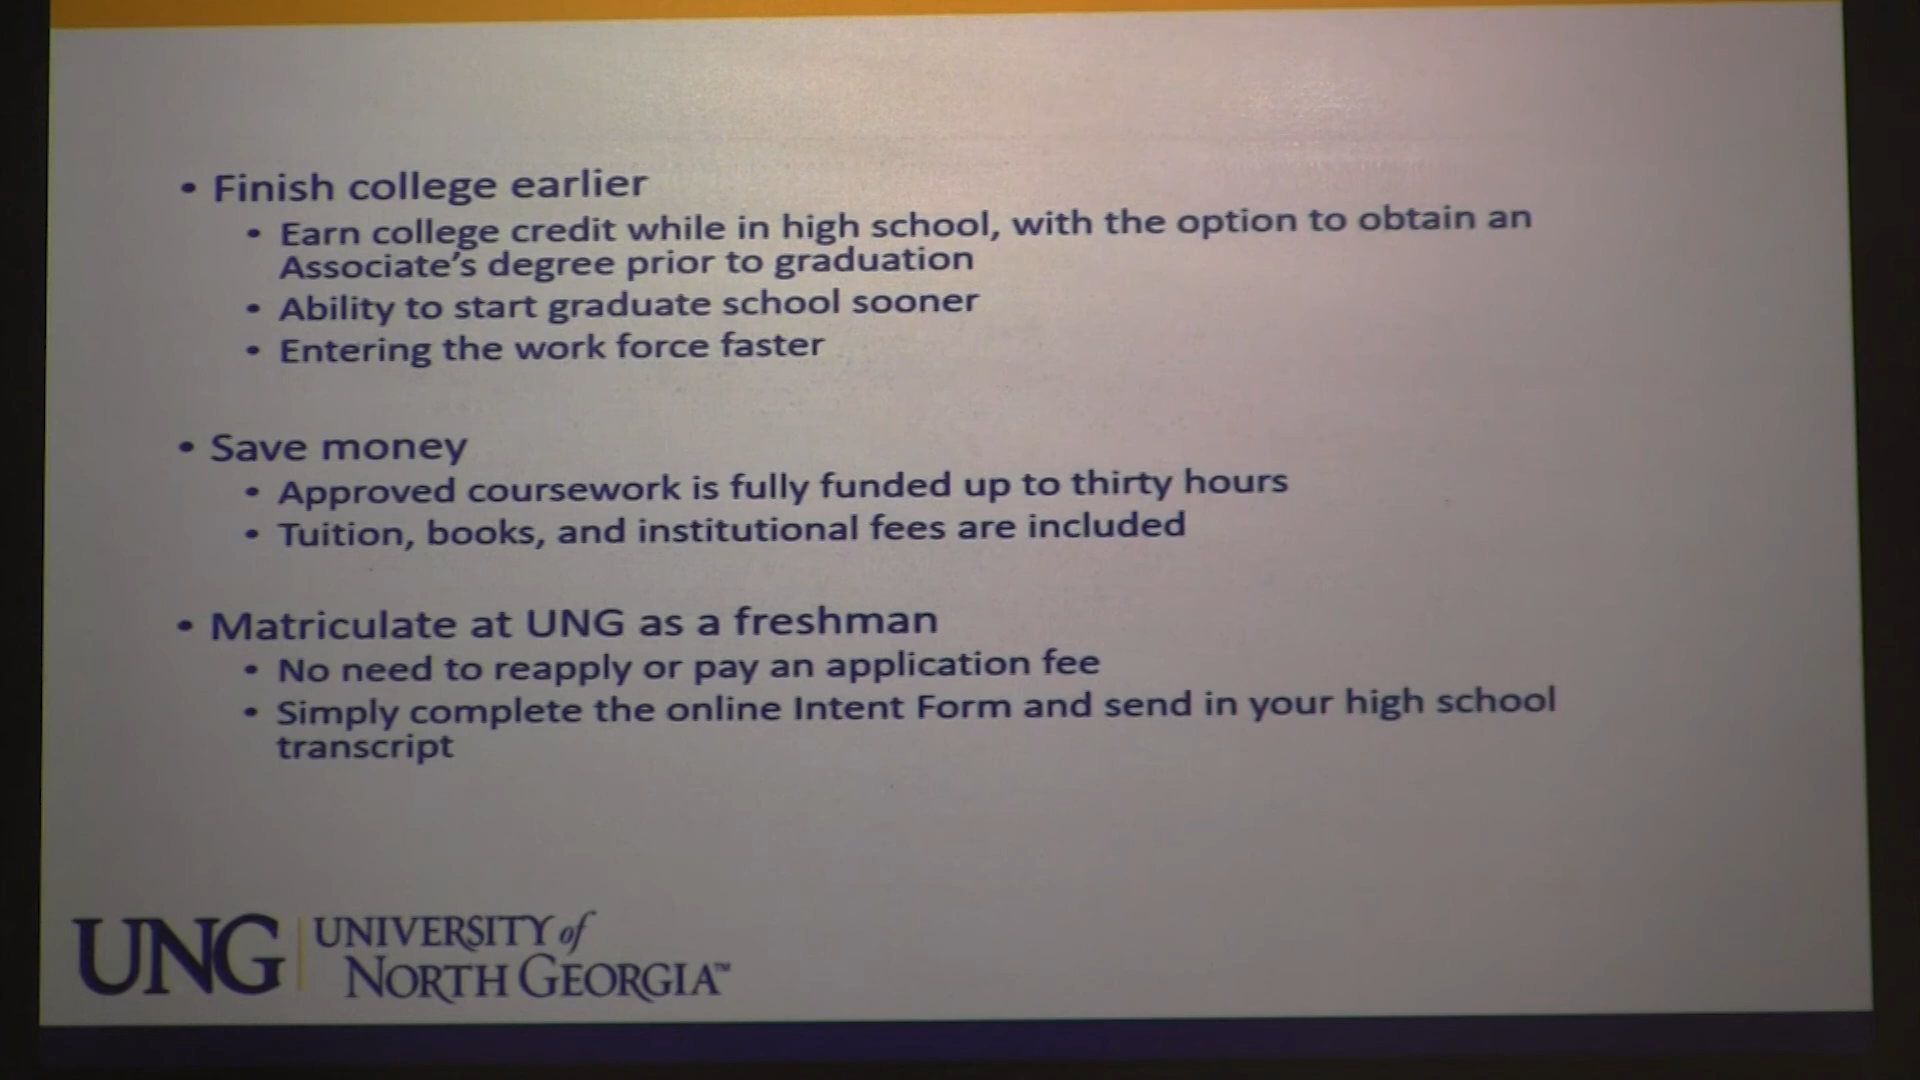 • Finish college earlier
• Earn college credit while in high school, with the option to obtain an
Associate's degree prior to graduation
• Ability to start graduate school sooner
• Entering the work force faster
• Save money
• Approved coursework is fully funded up to thirty hours
• Tuition, books, and institutional fees are included
• Matriculate at UNG as a freshman
• No need to reapply or pay an application fee
• Simply complete the online Intent Form and send in your high school
transcript
UNG
UNIVERSITY of
NORTH GEORGIA™